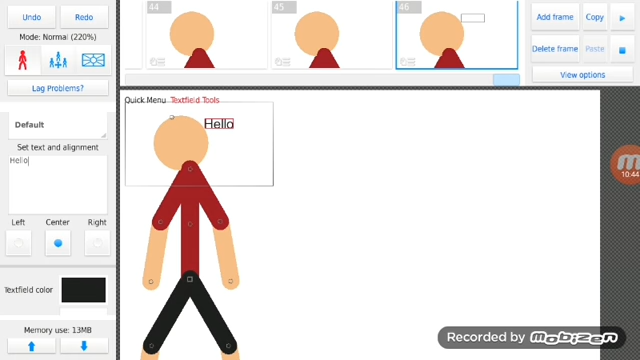 Undo
Redo
Mode: Normal (220%)
Lag Problems?
Default
Set text and alignment
Hello
Left
Center
Right
Textfield color
Memory use: 13MB
44
45
46
Add frame
Copy
Delete frame
Paste
View options
Quick Menu
Textfield Tools
Hello
10:44
Recorded by
Mobizen